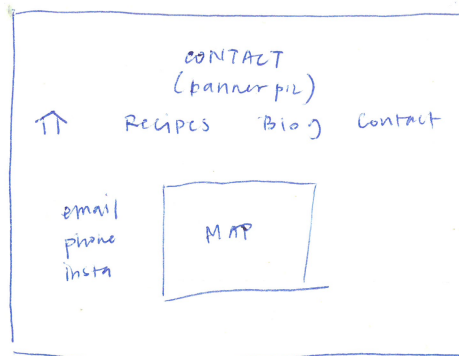 CONTACT
(banner pic)
Recipes Blog Contact
email
phone
insta
MAP